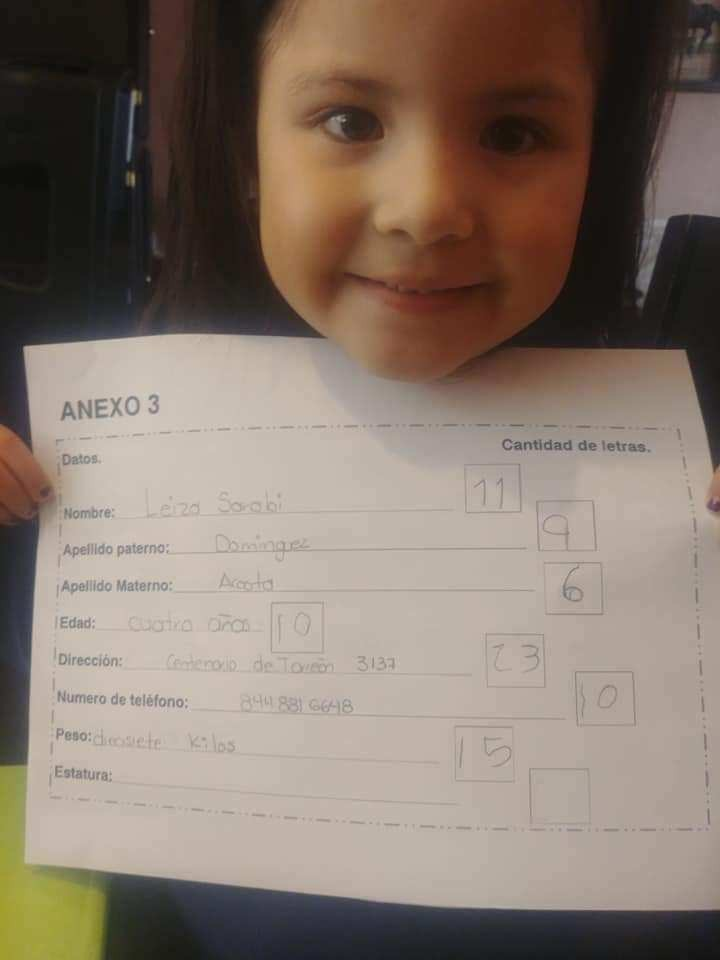 ANEXO 3
Cantidad de letras.
Datos.
Nombre: Leiza Sarabi 11
Apellido paterno: Domingez 9
Apellido Materno: Acosta 6
Edad: cuatro años 10
Dirección: Centenario de Torreón 3137 23
Numero de teléfono: 844 881 6648 10
Peso: diecisiete kilos 15
Estatura: